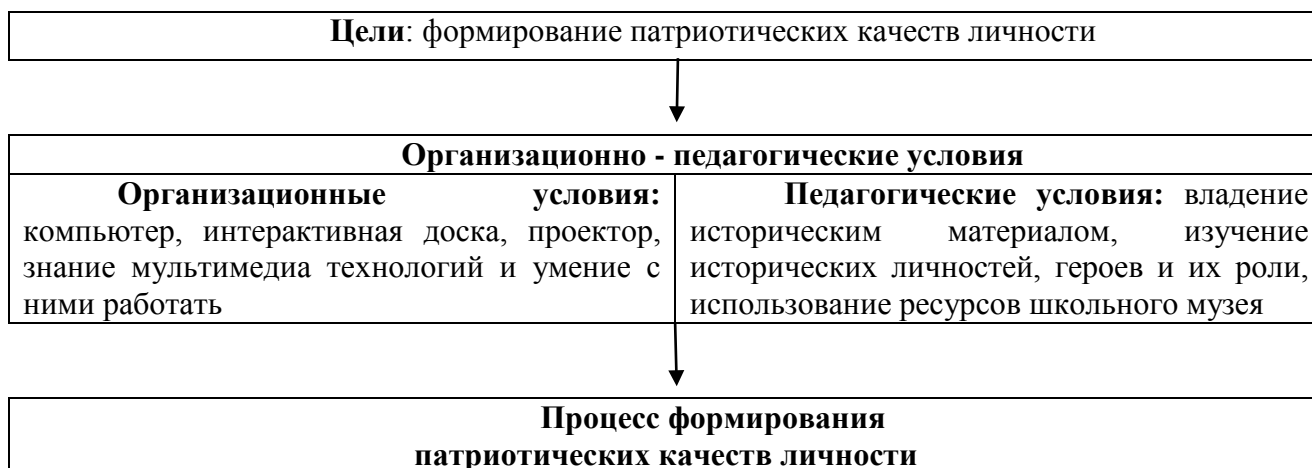 Цели: формирование патриотических качеств личности
Организационно - педагогические условия
Организационные условия:
компьютер, интерактивная доска, проектор,
знание мультимедиа технологий и умение с
ними работать
Педагогические условия: владение
историческим материалом, изучение
исторических личностей, героев и их роли,
использование ресурсов школьного музея
Процесс формирования
патриотических качеств личности